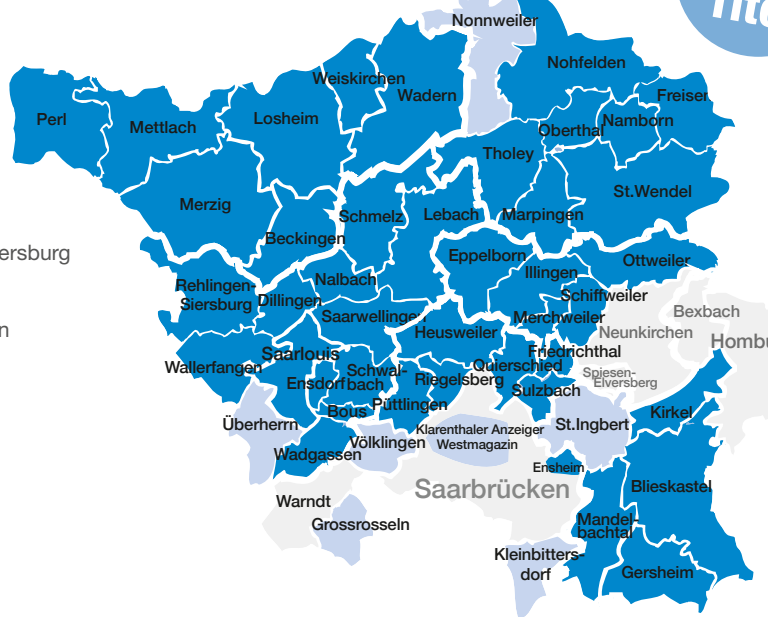 Nonnweiler
Nohfelden
Weiskirchen
Wadern
Freisen
Perl
Mettlach
Losheim
Oberthal
Namborn
Tholey
St.Wendel
Merzig
Schmelz
Lebach
Marpingen
Beckingen
ersburg
Eppelborn
Illingen
Ottweiler
Rehlingen-
Siersburg
Dillingen
Nalbach
Schiffweiler
Saarwellingen
Merchweiler
Bexbach
n
Heusweiler
Neunkirchen
Hombu
Saarlouis
Friedrichthal
Wallerfangen
Quierschied
Spiesen-
Elversberg
Ensdorf
Schwal-
bach
Riegelsberg
Sulzbach
Bous
Püttlingen
Kirkel
Überherrn
Klarenthaler Anzeiger
Westmagazin
St.Ingbert
Völklingen
Wadgassen
Ensheim
Saarbrücken
Blieskastel
Warndt
Grossrosseln
Mandel-
bachtal
Kleinbitters-
dorf
Gersheim